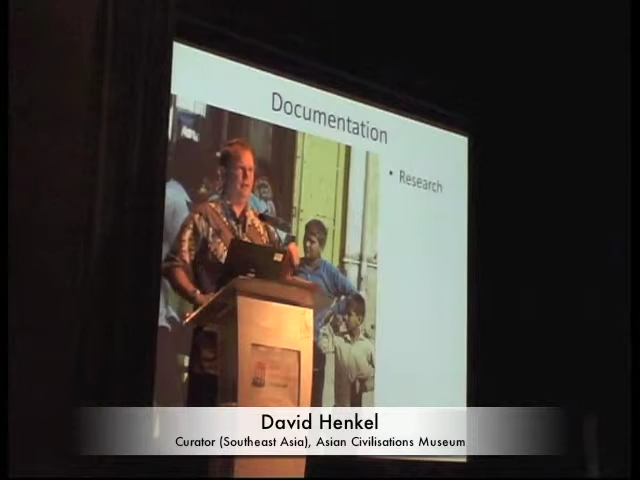 Documentation
• Research
David Henkel
Curator (Southeast Asia), Asian Civilisations Museum